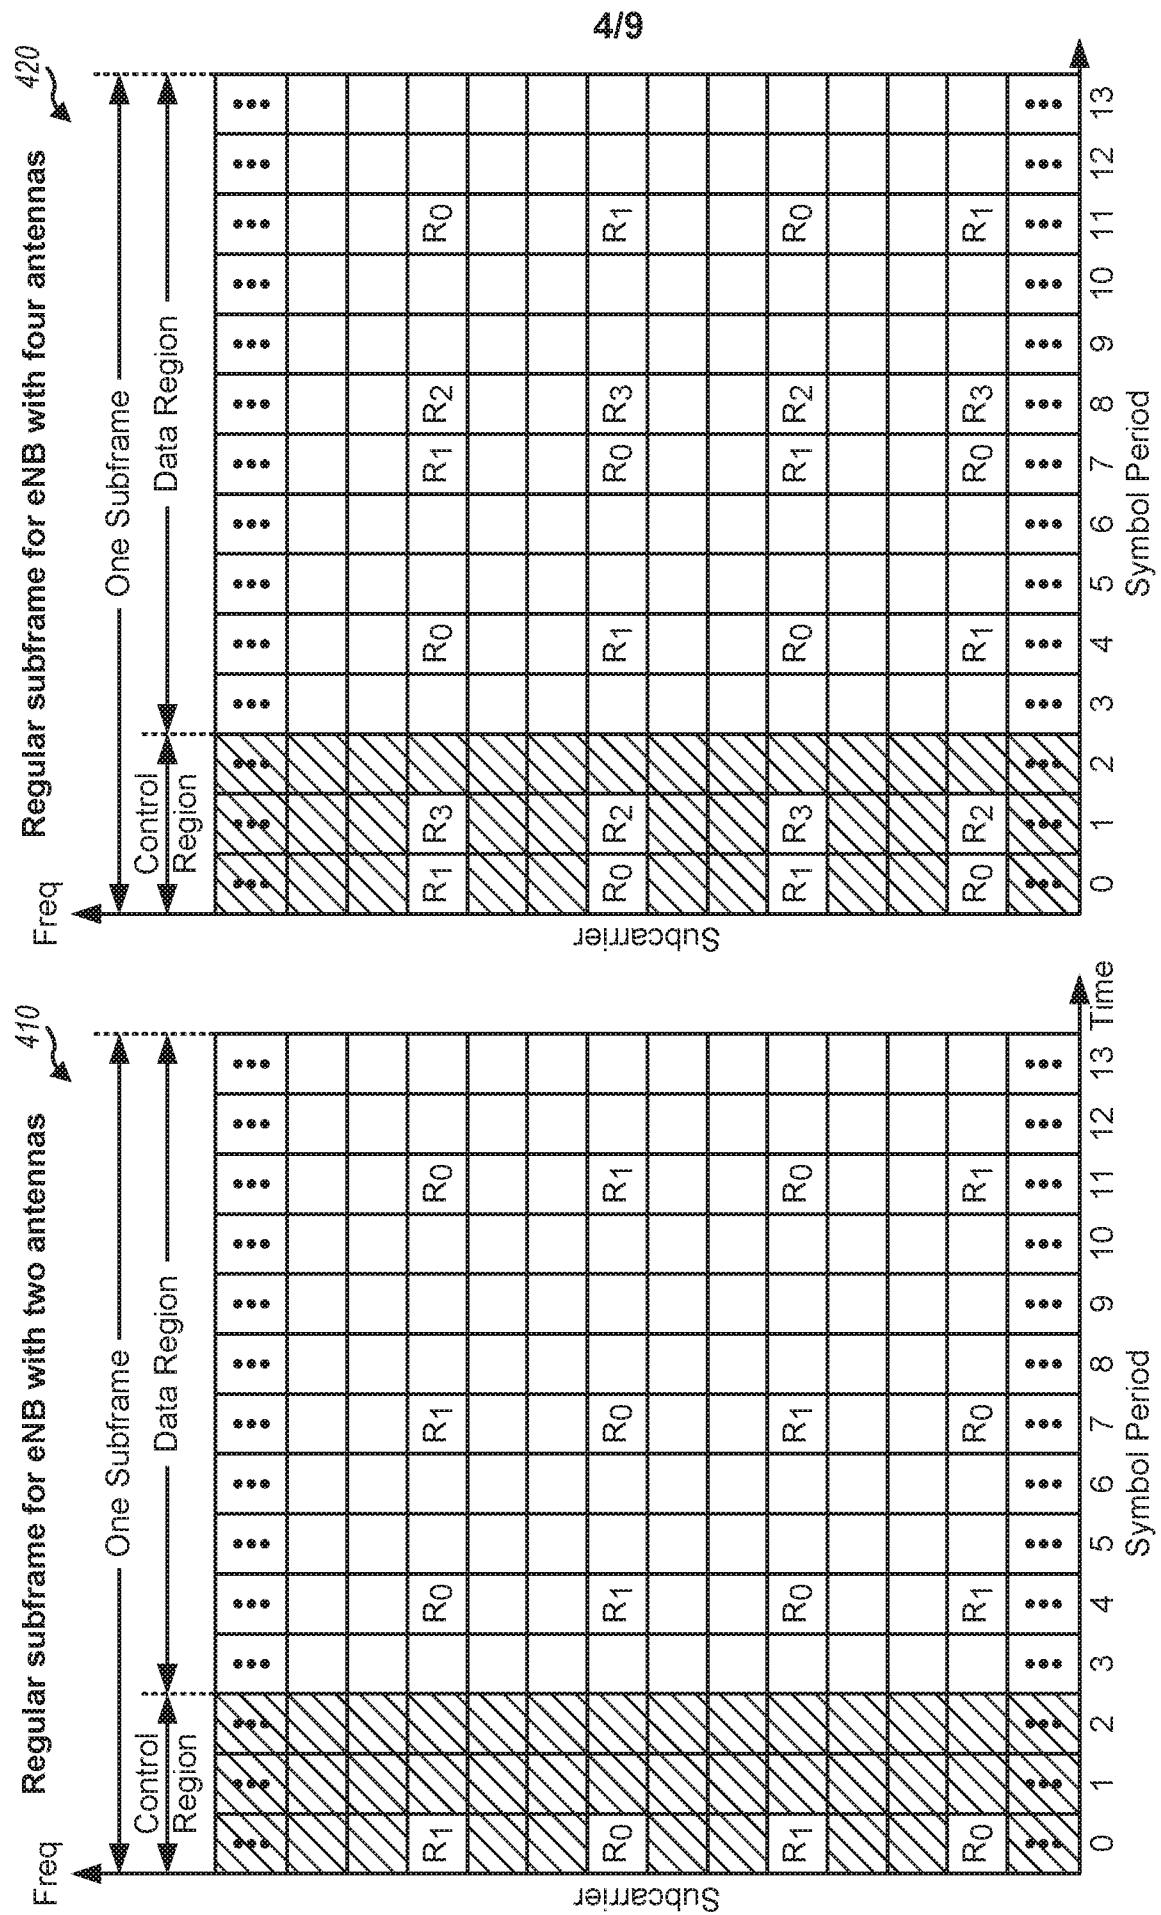 4/9
Regular subframe for eNB with two antennas
410
Freq
One Subframe
Control
Region
Data Region
Subcarrier
R1 R0 R1 R0
R0 R1 R0 R1
R1 R0 R1 R0
R0 R1 R0 R1
0 1 2 3 4 5 6 7 8 9 10 11 12 13
Time
Symbol Period
Regular subframe for eNB with four antennas
420
Freq
One Subframe
Control
Region
Data Region
Subcarrier
R1 R3 R0 R1 R2 R0
R0 R2 R1 R0 R3 R1
R1 R3 R0 R1 R2 R0
R0 R2 R1 R0 R3 R1
0 1 2 3 4 5 6 7 8 9 10 11 12 13
Symbol Period